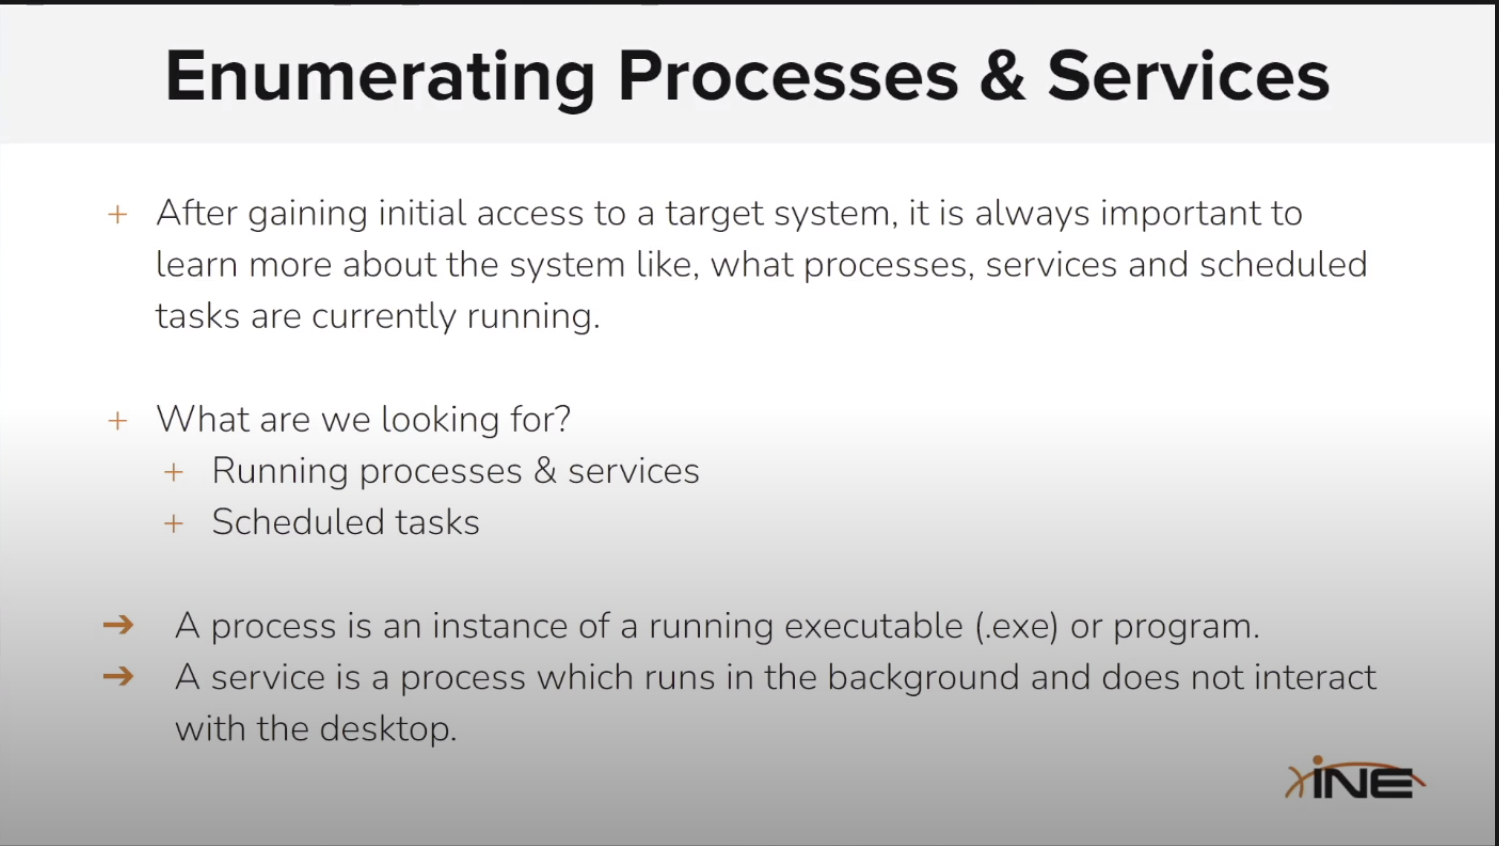 Enumerating Processes & Services
+ After gaining initial access to a target system, it is always important to
learn more about the system like, what processes, services and scheduled
tasks are currently running.
+ What are we looking for?
+ Running processes & services
+ Scheduled tasks
➔ A process is an instance of a running executable (.exe) or program.
➔ A service is a process which runs in the background and does not interact
with the desktop.
iNE